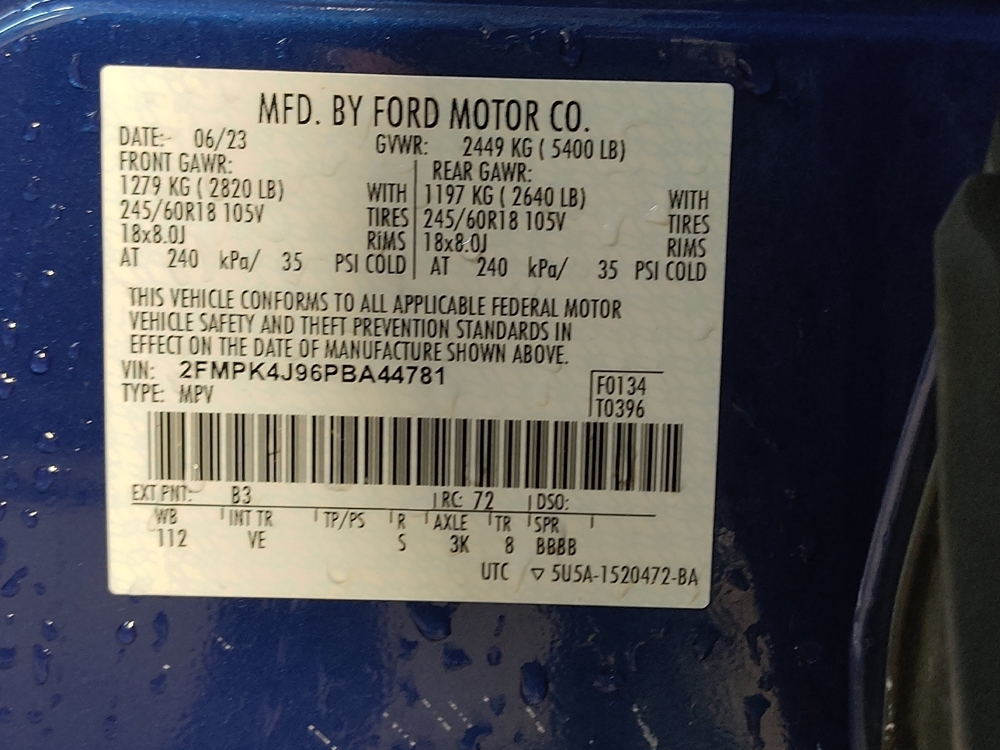 MFD. BY FORD MOTOR CO.
DATE:- 06/23 GVWR: 2449 KG ( 5400 LB)
FRONT GAWR: REAR GAWR:
1279 KG ( 2820 LB) WITH 1197 KG ( 2640 LB) WITH
245/60R18 105V TIRES 245/60R18 105V TIRES
18x8.0J RiMS 18x8.0J RIMS
AT 240 kPa/ 35 PSI COLD AT 240 kPa/ 35 PSI COLD
THIS VEHICLE CONFORMS TO ALL APPLICABLE FEDERAL MOTOR
VEHICLE SAFETY AND THEFT PREVENTION STANDARDS IN
EFFECT ON THE DATE OF MANUFACTURE SHOWN ABOVE.
VIN: 2FMPK4J96PBA44781
TYPE: MPV
F0134
T0396
EXT PNT: B3 RC: 72 DSO:
WB INT TR TP/PS R AXLE TR SPR
112 VE S 3K 8 BBBB
UTC ▽ 5U5A-1520472-BA